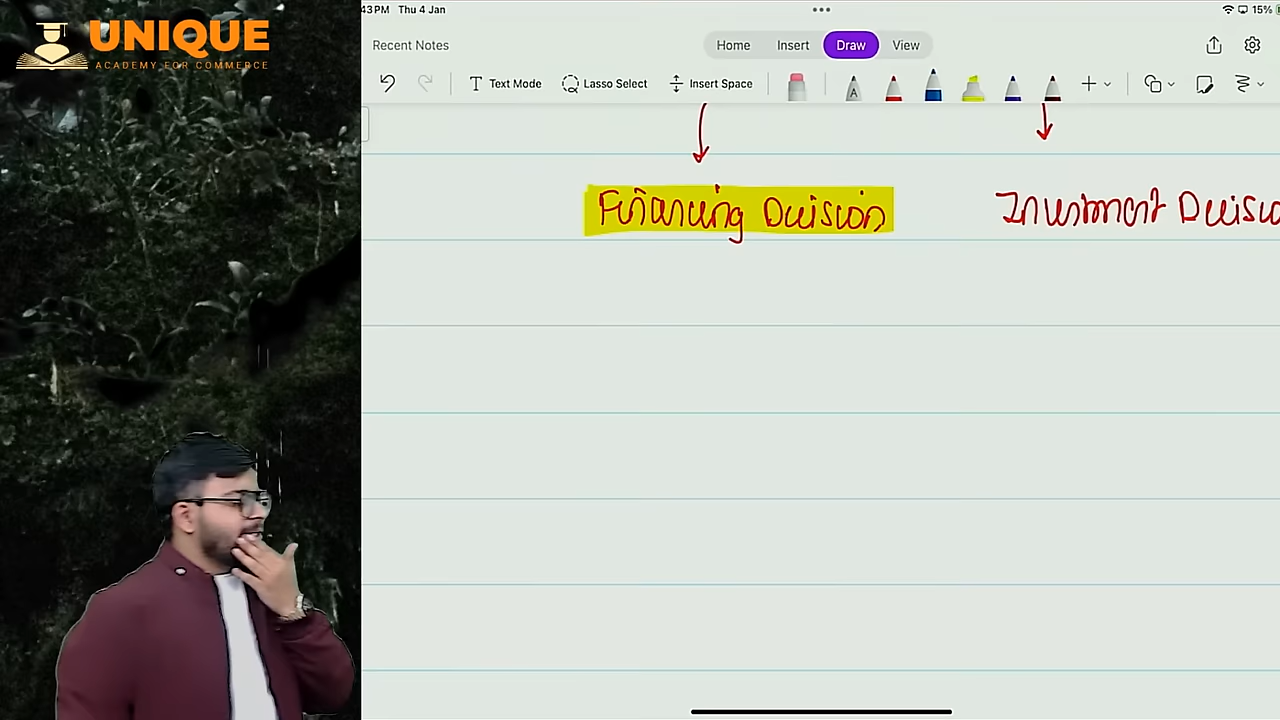 UNIQUE
ACADEMY FOR COMMERCE
43PM Thu 4 Jan
15%
Recent Notes
Home Insert Draw View
Text Mode Lasso Select Insert Space
A
Financing Decision Investment Decisio